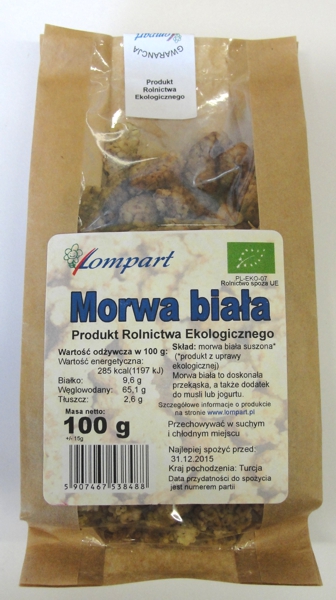 GWARANCJA
Lompart
Produkt
Rolnictwa
Ekologicznego
Lompart
PL-EKO-07
Rolnictwo spoza UE
Morwa biała
Produkt Rolnictwa Ekologicznego
Wartość odżywcza w 100 g:
Wartość energetyczna:
285 kcal(1197 kJ)
Białko: 9,6 g
Węglowodany: 65,1 g
Tłuszcz: 2,6 g
Masa netto:
100 g
+/-15g
5 907467 538488
Skład: morwa biała suszona*
(*produkt z uprawy
ekologicznej)
Morwa biała to doskonała
przekąska, a także dodatek
do musli lub jogurtu.
Szczegółowe informacje o produkcie
na stronie www.lompart.pl
Przechowywać w suchym
i chłodnym miejscu
Najlepiej spożyć przed:
31.12.2015
Kraj pochodzenia: Turcja
Data przydatności do spożycia
jest numerem partii